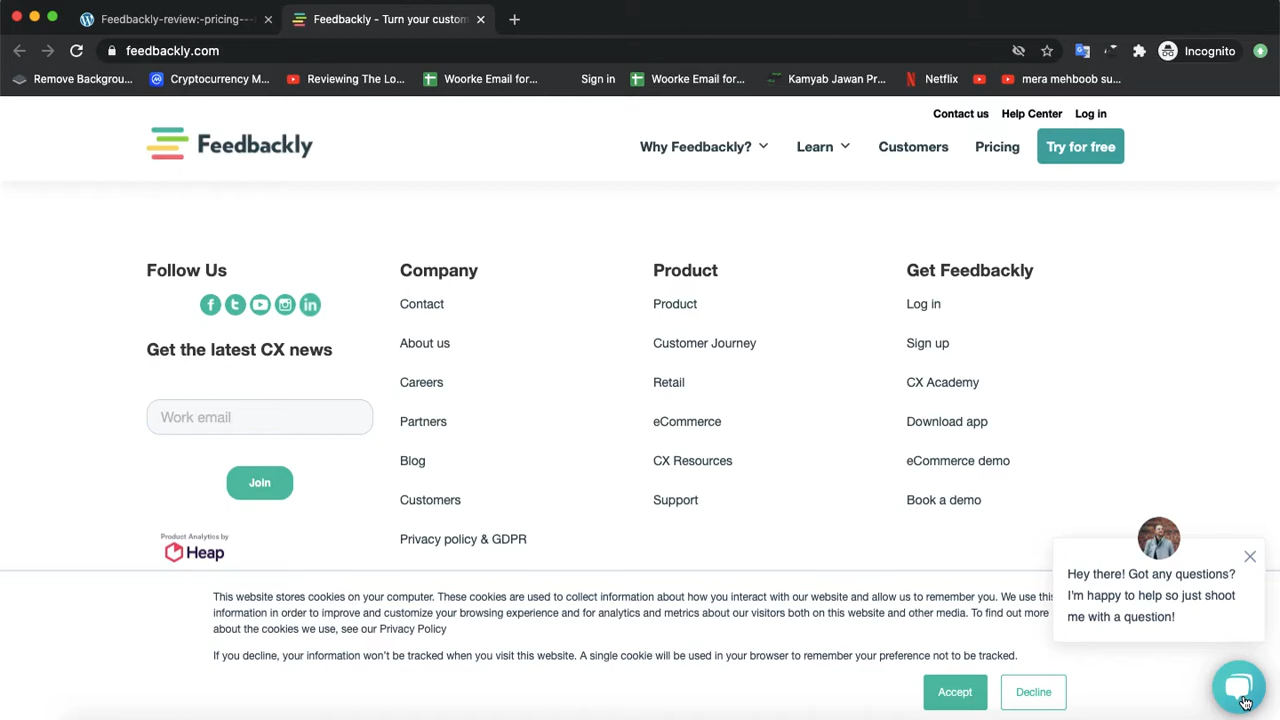 Feedbackly-review:-pricing---
Feedbackly - Turn your custom
feedbackly.com
Incognito
Remove Backgrou...
Cryptocurrency M...
Reviewing The Lo...
Woorke Email for...
Sign in
Woorke Email for...
Kamyab Jawan Pr...
Netflix
mera mehboob su...
Contact us
Help Center
Log in
Feedbackly
Why Feedbackly?
Learn
Customers
Pricing
Try for free
Follow Us
Get the latest CX news
Work email
Join
Product Analytics by
Heap
Company
Contact
About us
Careers
Partners
Blog
Customers
Privacy policy & GDPR
Product
Product
Customer Journey
Retail
eCommerce
CX Resources
Support
Get Feedbackly
Log in
Sign up
CX Academy
Download app
eCommerce demo
Book a demo
Hey there! Got any questions?
I'm happy to help so just shoot
me with a question!
This website stores cookies on your computer. These cookies are used to collect information about how you interact with our website and allow us to remember you. We use this
information in order to improve and customize your browsing experience and for analytics and metrics about our visitors both on this website and other media. To find out more
about the cookies we use, see our Privacy Policy
If you decline, your information won't be tracked when you visit this website. A single cookie will be used in your browser to remember your preference not to be tracked.
Accept
Decline